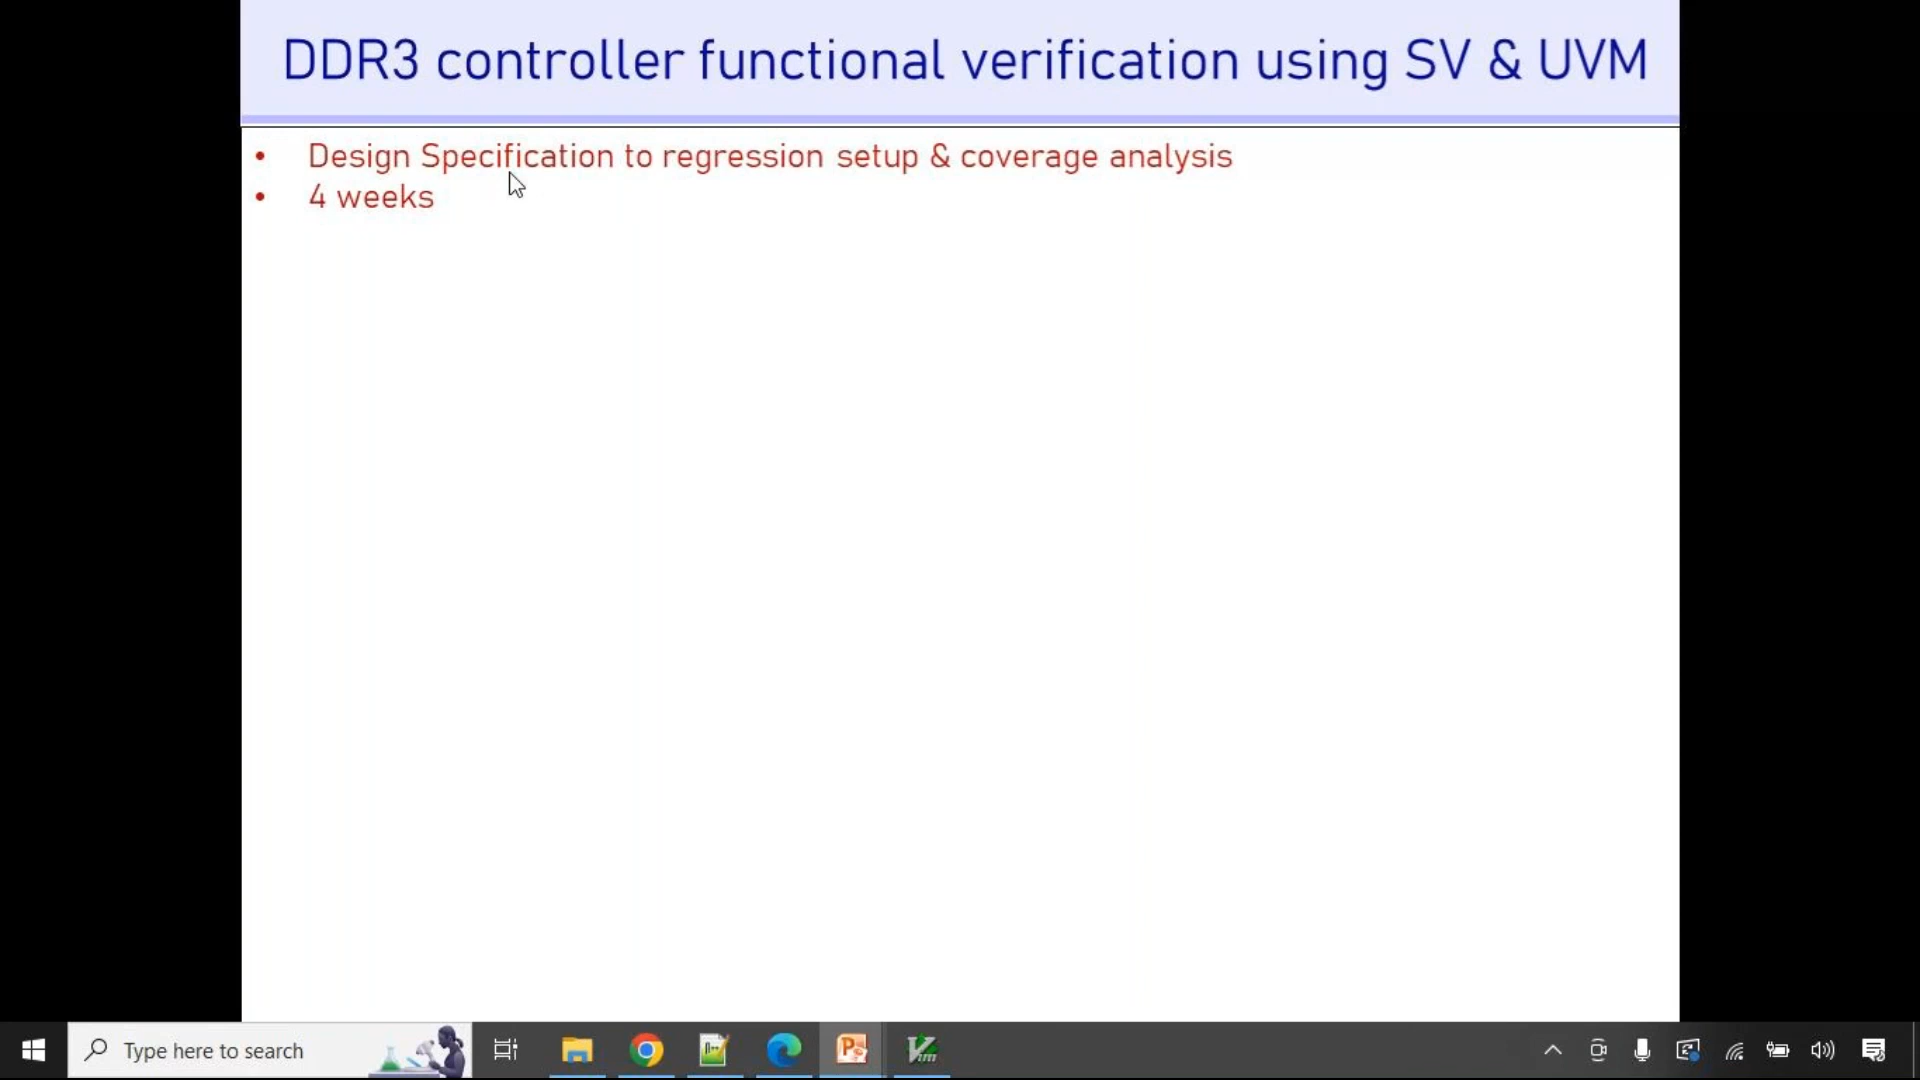 DDR3 controller functional verification using SV & UVM
• Design Specification to regression setup & coverage analysis
• 4 weeks
Type here to search